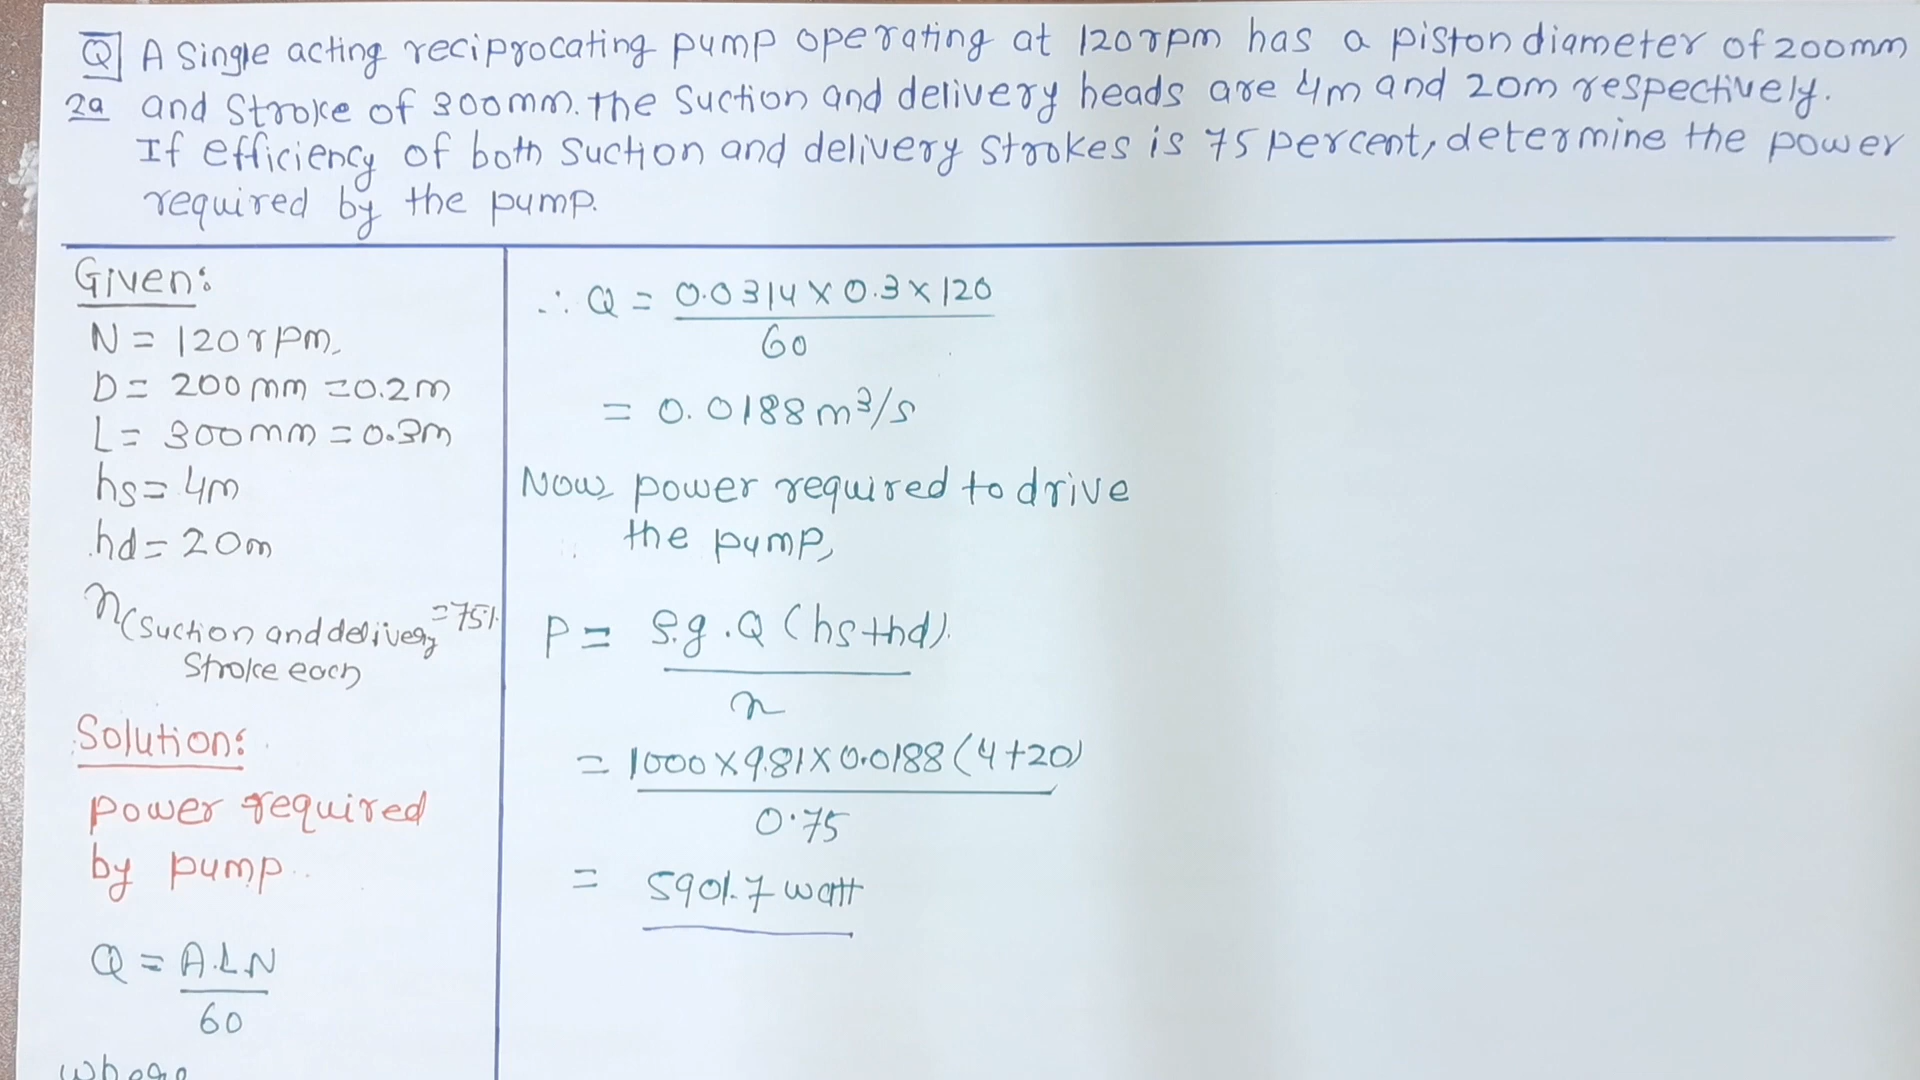 Q] A Single acting reciprocating pump operating at 120rpm has a piston diameter of 200mm
2a and Stroke of 300mm. the suction and delivery heads are 4m and 20m respectively.
If efficiency of both suction and delivery strokes is 75 percent, determine the power
required by the pump.
Given:
N = 120rpm.
D = 200mm = 0.2m
L = 300mm = 0.3m
hs = 4m
hd = 20m
η(suction and delivery = 75%
Stroke each
Solution:
power required
by pump..
Q = A.L.N
60
where
∴ Q = 0.0314 x 0.3 x 120
60
= 0.0188 m³/s
Now, power required to drive
the pump,
P = ρ.g.Q (hs+hd).
η
= 1000 x 9.81 x 0.0188 (4+20)
0.75
= 5901.7 watt